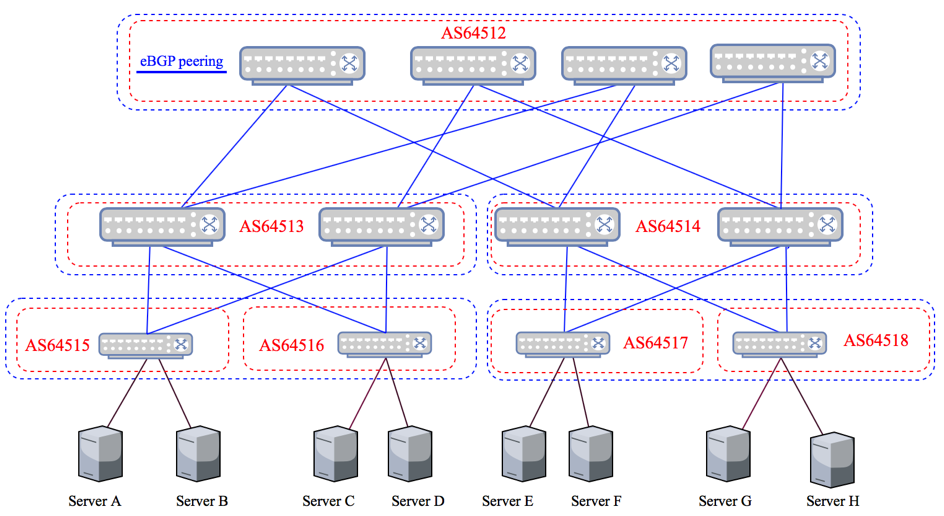 AS64512
eBGP peering
AS64513
AS64514
AS64515
AS64516
AS64517
AS64518
Server A
Server B
Server C
Server D
Server E
Server F
Server G
Server H